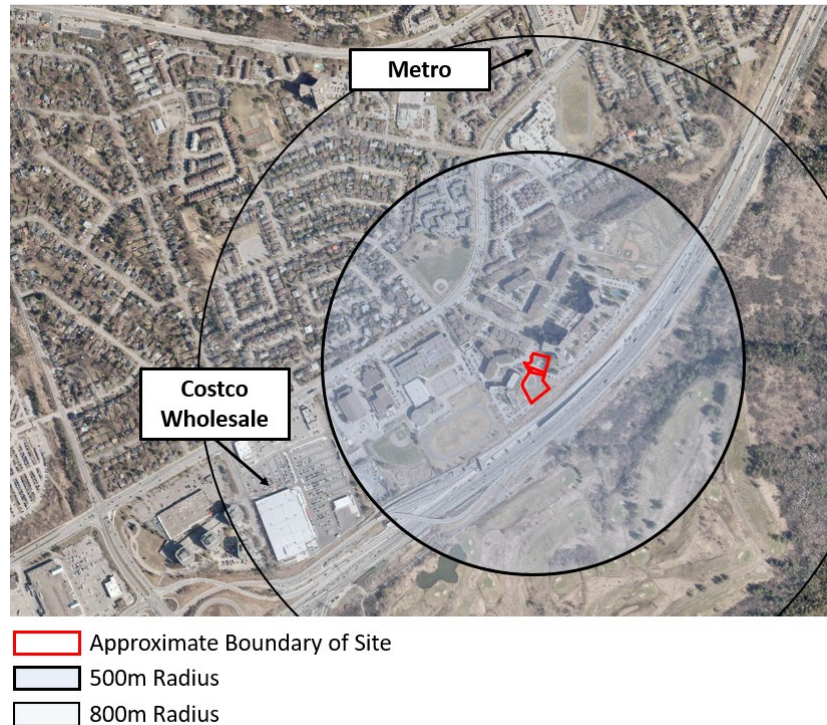 Metro
Costco
Wholesale
Approximate Boundary of Site
500m Radius
800m Radius